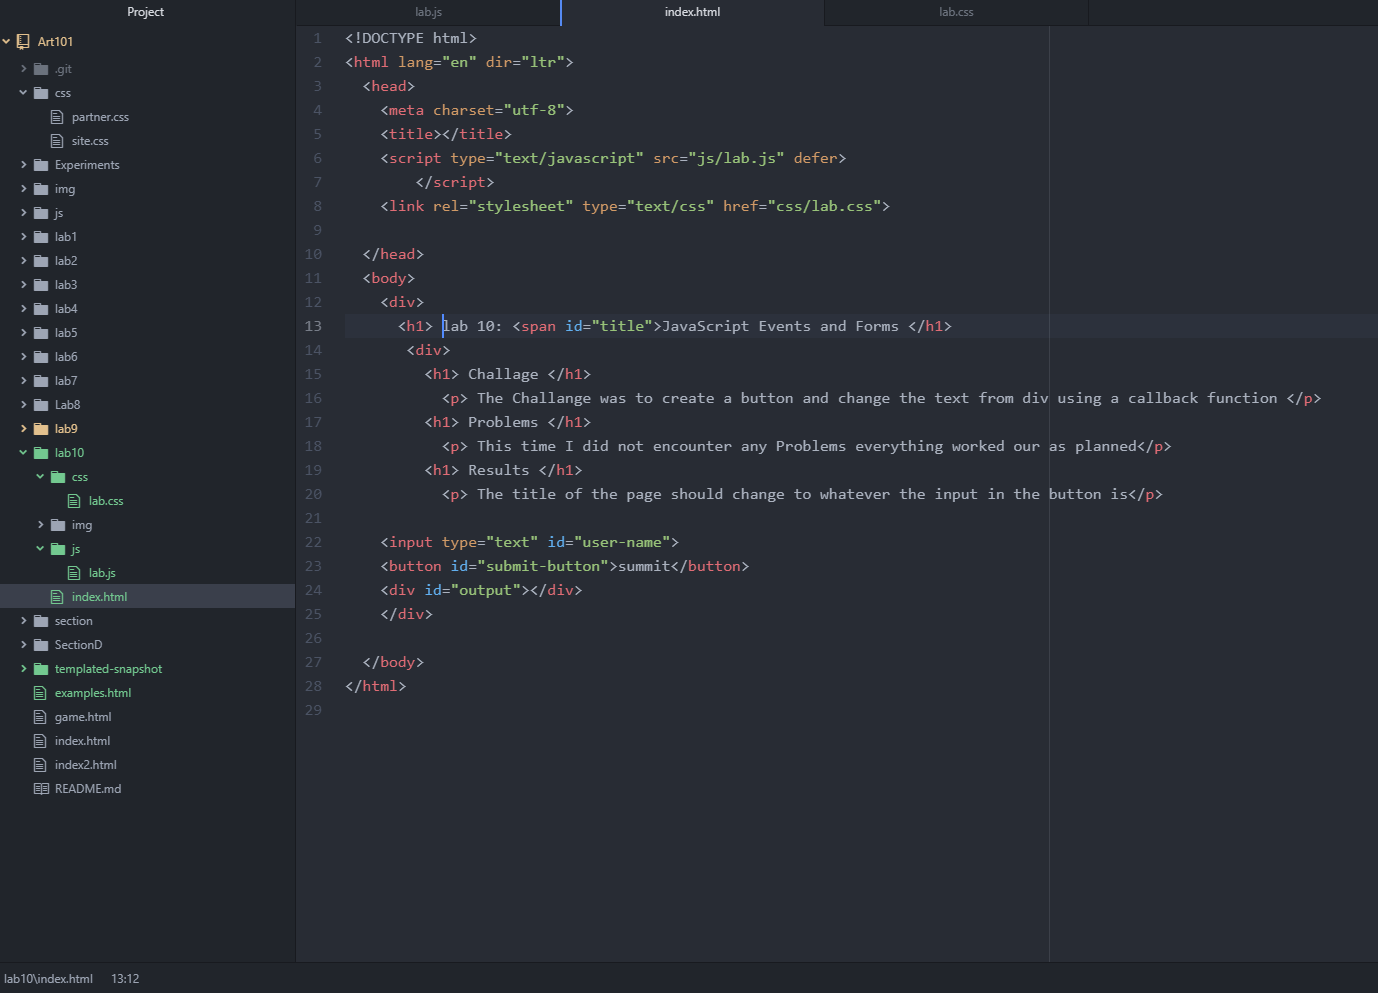 Project
Art101
.git
css
partner.css
site.css
Experiments
img
js
lab1
lab2
lab3
lab4
lab5
lab6
lab7
Lab8
lab9
lab10
css
lab.css
img
js
lab.js
index.html
section
SectionD
templated-snapshot
examples.html
game.html
index.html
index2.html
README.md
lab.js index.html lab.css
1 <!DOCTYPE html>
2 <html lang="en" dir="ltr">
3 <head>
4 <meta charset="utf-8">
5 <title></title>
6 <script type="text/javascript" src="js/lab.js" defer>
7 </script>
8 <link rel="stylesheet" type="text/css" href="css/lab.css">
9
10 </head>
11 <body>
12 <div>
13 <h1> lab 10: <span id="title">JavaScript Events and Forms </h1>
14 <div>
15 <h1> Challage </h1>
16 <p> The Challange was to create a button and change the text from div using a callback function </p>
17 <h1> Problems </h1>
18 <p> This time I did not encounter any Problems everything worked our as planned</p>
19 <h1> Results </h1>
20 <p> The title of the page should change to whatever the input in the button is</p>
21
22 <input type="text" id="user-name">
23 <button id="submit-button">summit</button>
24 <div id="output"></div>
25 </div>
26
27 </body>
28 </html>
29
lab10\index.html 13:12